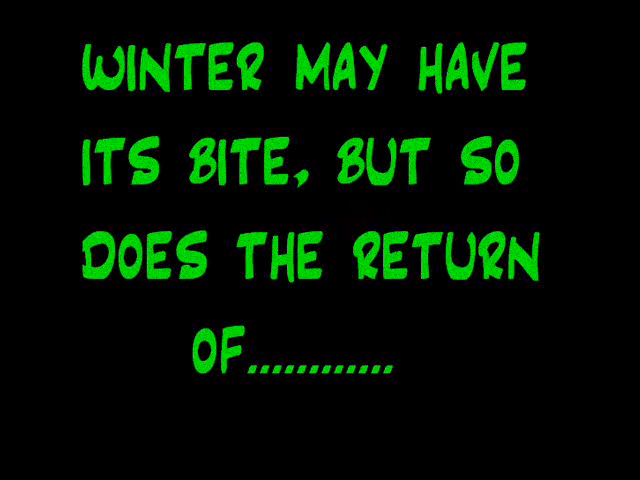 WINTER MAY HAVE
ITS BITE, BUT SO
DOES THE RETURN
OF............